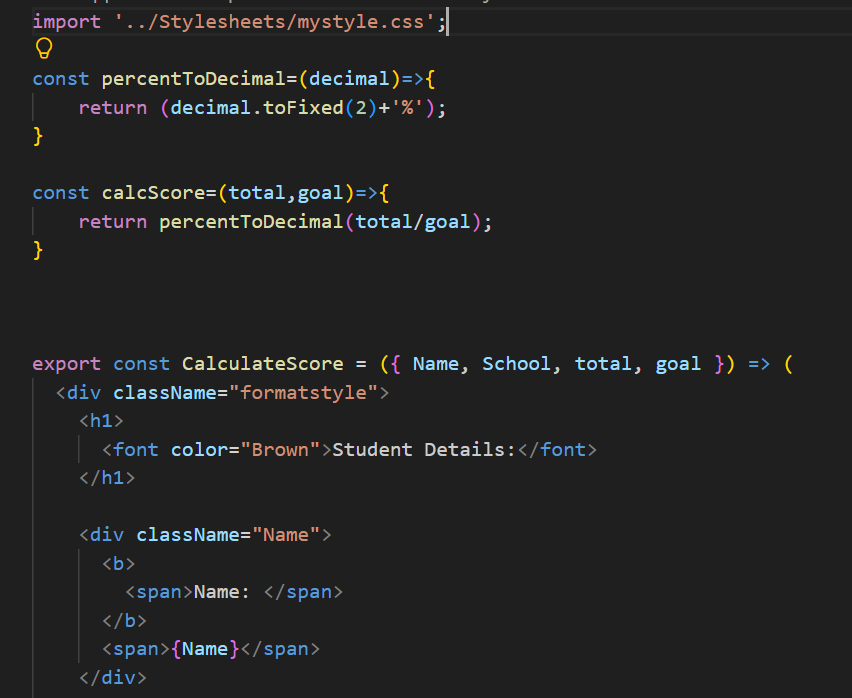 import '../Stylesheets/mystyle.css';
const percentToDecimal=(decimal)=>{
return (decimal.toFixed(2)+'%');
}
const calcScore=(total,goal)=>{
return percentToDecimal(total/goal);
}
export const CalculateScore = ({ Name, School, total, goal }) => (
<div className="formatstyle">
<h1>
<font color="Brown">Student Details:</font>
</h1>
<div className="Name">
<b>
<span>Name: </span>
</b>
<span>{Name}</span>
</div>